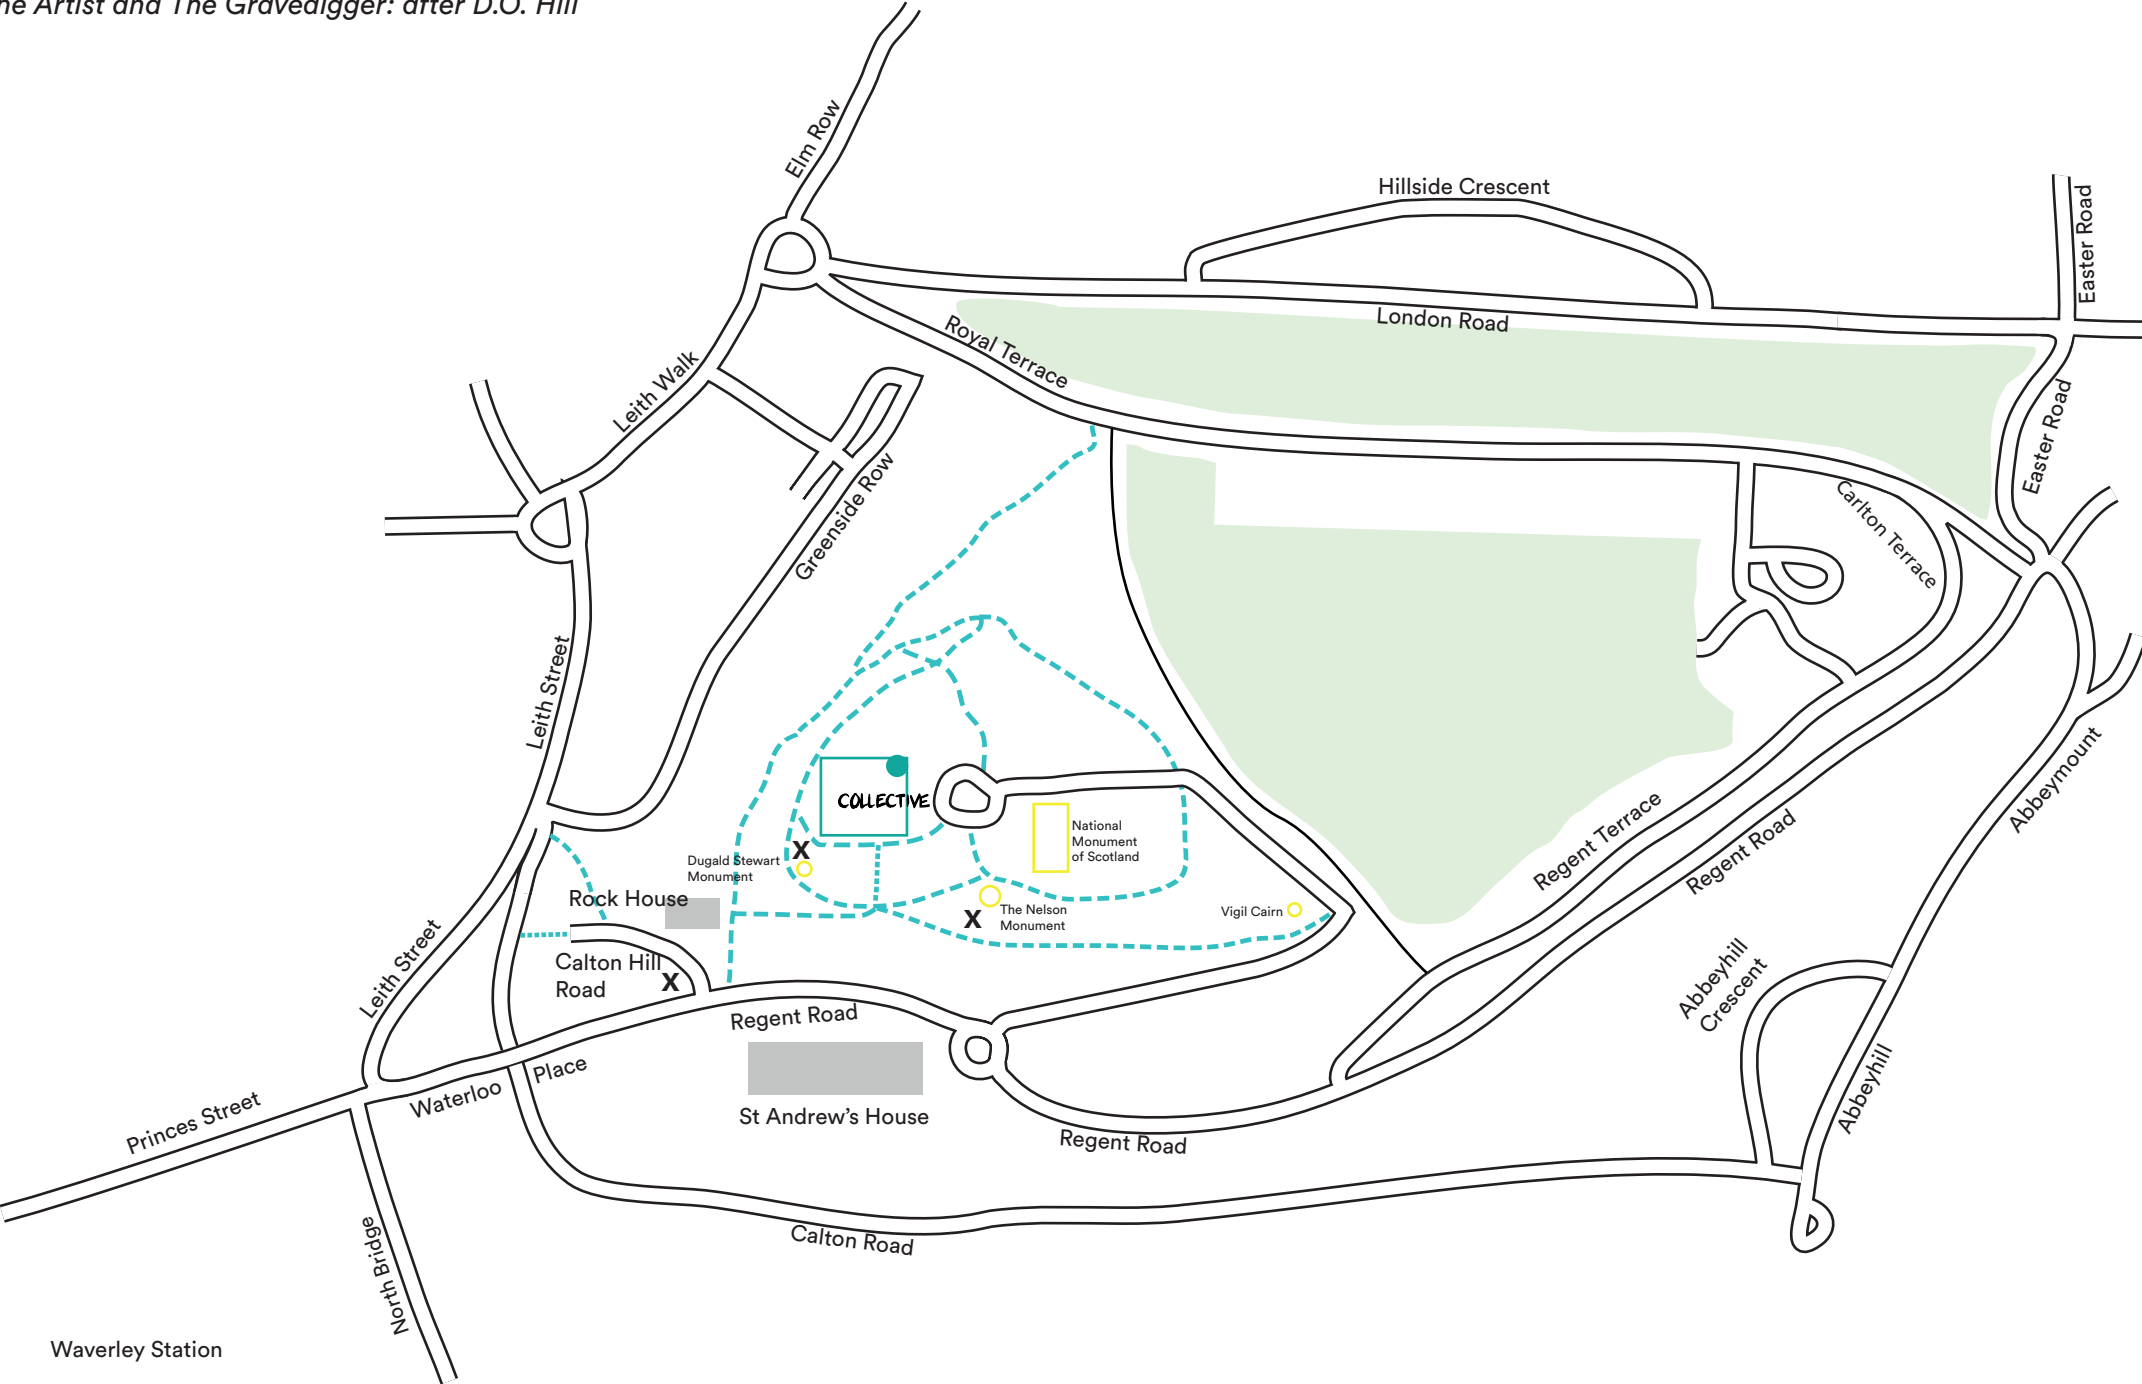 he Artist and The Gravedigger: after D.O. Hill
Elm Row
Hillside Crescent
Easter Road
London Road
Royal Terrace
Leith Walk
Easter Road
Greenside Row
Carlton Terrace
Leith Street
COLLECTIVE
National
Monument
of Scotland
X
Dugald Stewart
Monument
Rock House
X
The Nelson
Monument
Vigil Cairn
Regent Terrace
Regent Road
Abbeymount
Leith Street
Calton Hill
Road
X
Regent Road
Abbeyhill
Crescent
Waterloo Place
Princes Street
St Andrew's House
Regent Road
Abbeyhill
Calton Road
North Bridge
Waverley Station